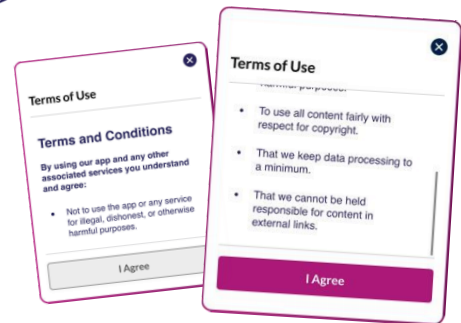 Terms of Use
Terms and Conditions
By using our app and any other
associated services you understand
and agree:
• Not to use the app or any service
for illegal, dishonest, or otherwise
harmful purposes.
I Agree
Terms of Use
harmful purposes.
• To use all content fairly with
respect for copyright.
• That we keep data processing to
a minimum.
• That we cannot be held
responsible for content in
external links.
I Agree